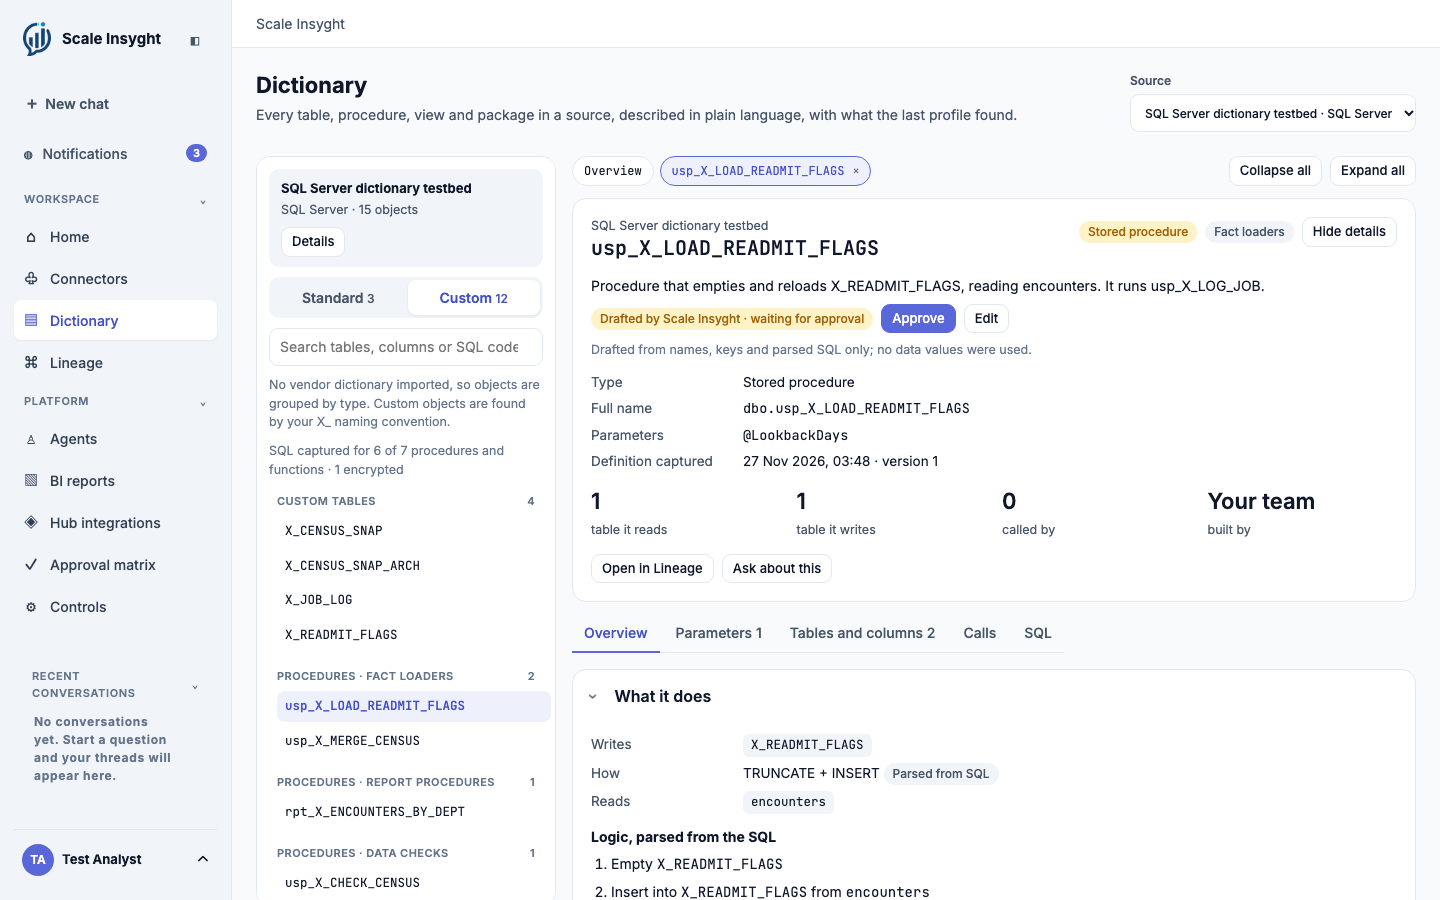 Scale Insyght
+ New chat
Notifications
3
WORKSPACE
Home
Connectors
Dictionary
Lineage
PLATFORM
Agents
BI reports
Hub integrations
Approval matrix
Controls
RECENT
CONVERSATIONS
No conversations
yet. Start a question
and your threads will
appear here.
TA
Test Analyst
Scale Insyght
Dictionary
Every table, procedure, view and package in a source, described in plain language, with what the last profile found.
Source
SQL Server dictionary testbed · SQL Server
SQL Server dictionary testbed
SQL Server · 15 objects
Details
Standard 3
Custom 12
Search tables, columns or SQL code
No vendor dictionary imported, so objects are
grouped by type. Custom objects are found
by your X_ naming convention.
SQL captured for 6 of 7 procedures and
functions · 1 encrypted
CUSTOM TABLES 4
X_CENSUS_SNAP
X_CENSUS_SNAP_ARCH
X_JOB_LOG
X_READMIT_FLAGS
PROCEDURES · FACT LOADERS 2
usp_X_LOAD_READMIT_FLAGS
usp_X_MERGE_CENSUS
PROCEDURES · REPORT PROCEDURES 1
rpt_X_ENCOUNTERS_BY_DEPT
PROCEDURES · DATA CHECKS 1
usp_X_CHECK_CENSUS
Overview
usp_X_LOAD_READMIT_FLAGS ×
Collapse all
Expand all
SQL Server dictionary testbed
usp_X_LOAD_READMIT_FLAGS
Stored procedure
Fact loaders
Hide details
Procedure that empties and reloads X_READMIT_FLAGS, reading encounters. It runs usp_X_LOG_JOB.
Drafted by Scale Insyght · waiting for approval
Approve
Edit
Drafted from names, keys and parsed SQL only; no data values were used.
Type Stored procedure
Full name dbo.usp_X_LOAD_READMIT_FLAGS
Parameters @LookbackDays
Definition captured 27 Nov 2026, 03:48 · version 1
1
table it reads
1
table it writes
0
called by
Your team
built by
Open in Lineage
Ask about this
Overview
Parameters 1
Tables and columns 2
Calls
SQL
What it does
Writes X_READMIT_FLAGS
How TRUNCATE + INSERT Parsed from SQL
Reads encounters
Logic, parsed from the SQL
1. Empty X_READMIT_FLAGS
2. Insert into X_READMIT_FLAGS from encounters